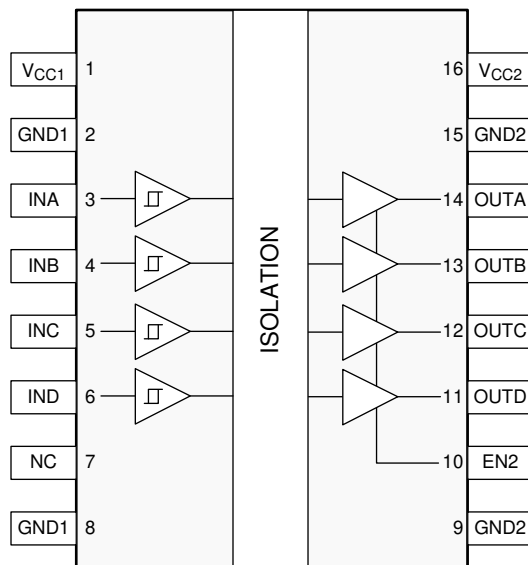 VCC1 1 16 VCC2
GND1 2 15 GND2
INA 3 14 OUTA
INB 4 13 OUTB
INC 5 12 OUTC
IND 6 11 OUTD
NC 7 10 EN2
GND1 8 9 GND2
ISOLATION